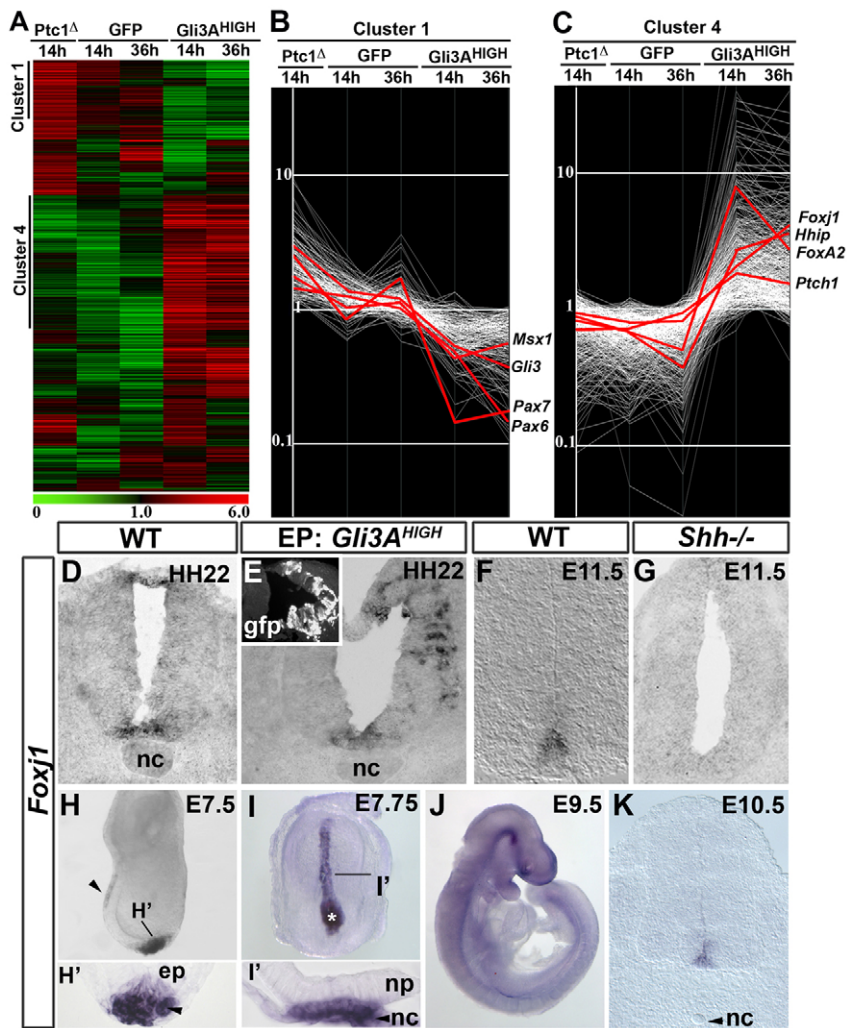 A
Ptc1Δ GFP Gli3AHIGH
14h 14h 36h 14h 36h
Cluster 1
Cluster 4
0 1.0 6.0
B
Cluster 1
Ptc1Δ GFP Gli3AHIGH
14h 14h 36h 14h 36h
10
1
0.1
Msx1
Gli3
Pax7
Pax6
C
Cluster 4
Ptc1Δ GFP Gli3AHIGH
14h 14h 36h 14h 36h
10
1
0.1
Foxj1
Hhip
FoxA2
Ptch1
WT
EP: Gli3AHIGH
WT
Shh-/-
Foxj1
D HH22
nc
E HH22
gfp
nc
F E11.5
G E11.5
H E7.5
H'
H' ep
I E7.75
I'
*
I' np
nc
J E9.5
K E10.5
nc